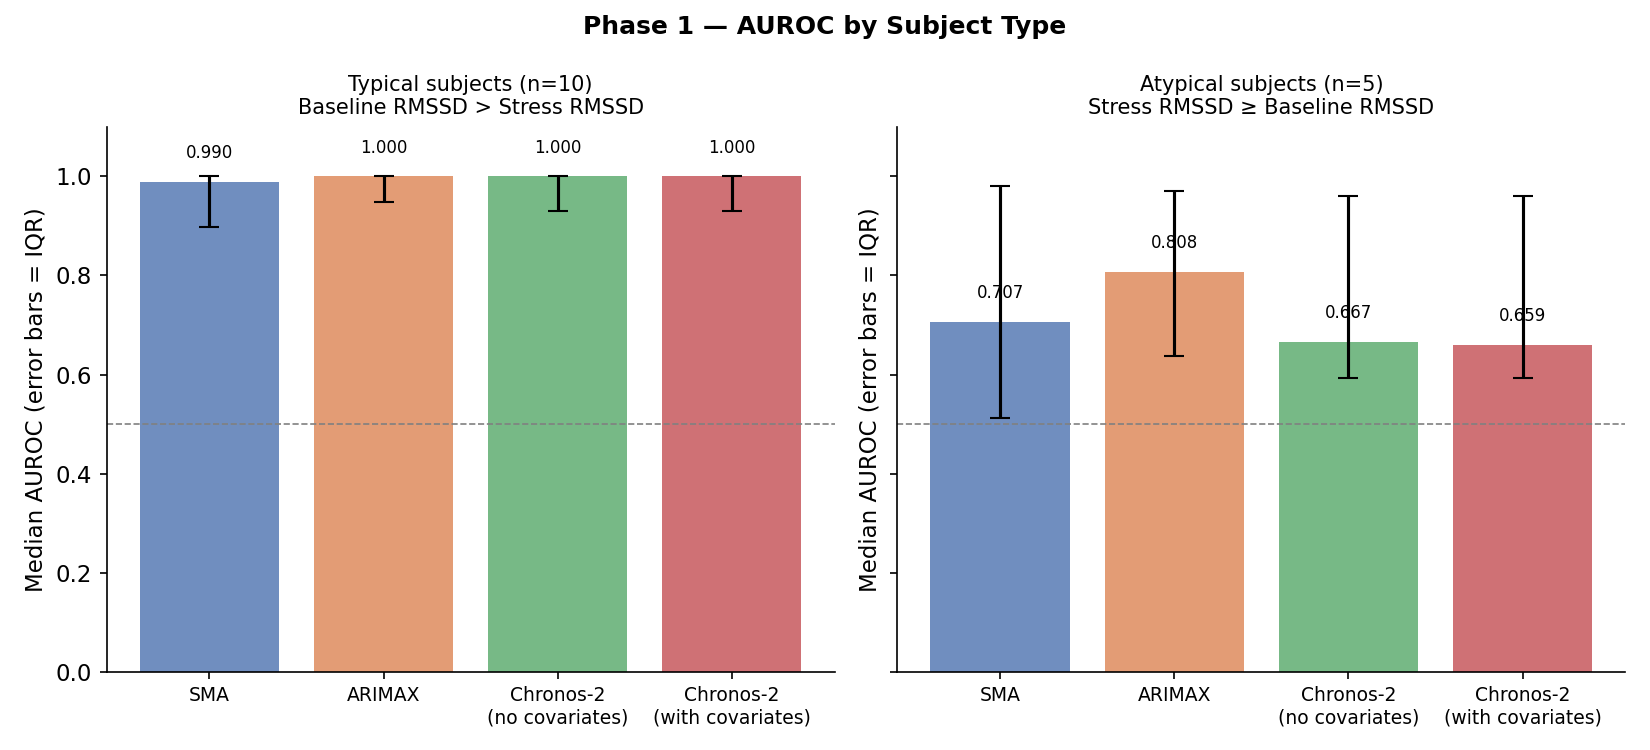 Phase 1 — AUROC by Subject Type
Typical subjects (n=10)
Baseline RMSSD > Stress RMSSD
Median AUROC (error bars = IQR)
1.0
0.8
0.6
0.4
0.2
0.0
0.990
1.000
1.000
1.000
SMA
ARIMAX
Chronos-2
(no covariates)
Chronos-2
(with covariates)
Atypical subjects (n=5)
Stress RMSSD ≥ Baseline RMSSD
Median AUROC (error bars = IQR)
0.707
0.808
0.667
0.659
SMA
ARIMAX
Chronos-2
(no covariates)
Chronos-2
(with covariates)